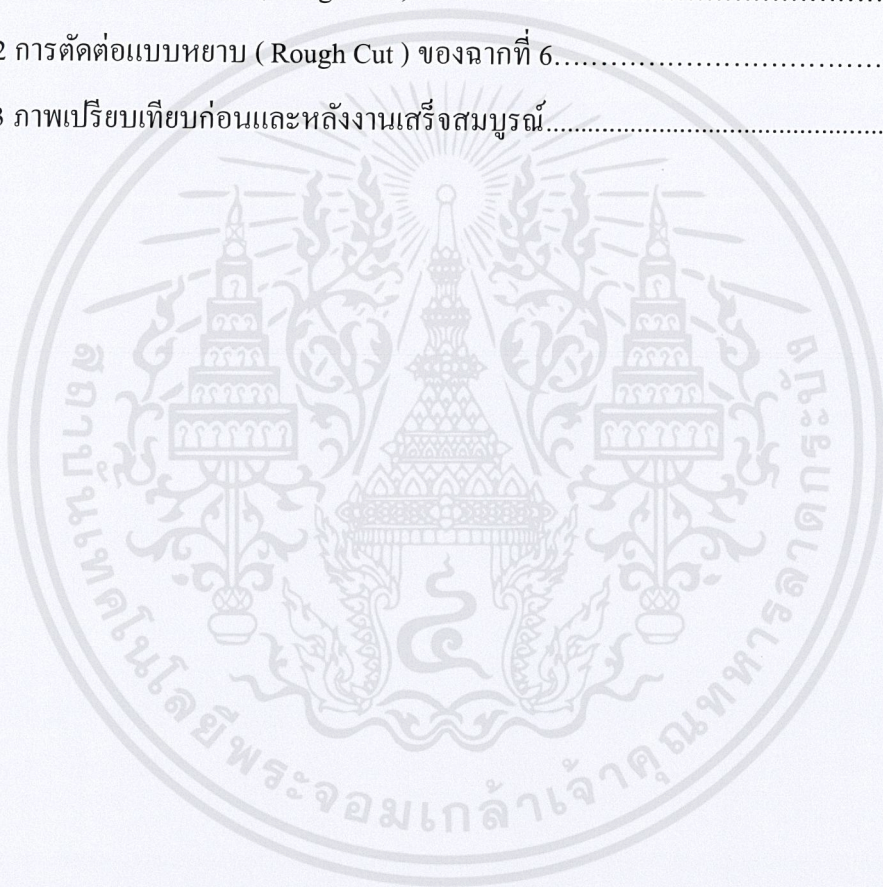 2 การตัดต่อแบบหยาบ ( Rough Cut ) ของฉากที่ 6
3 ภาพเปรียบเทียบก่อนและหลังงานเสร็จสมบูรณ์
สถาบันเทคโนโลยีพระจอมเกล้าเจ้าคุณทหารลาดกระบัง
๔